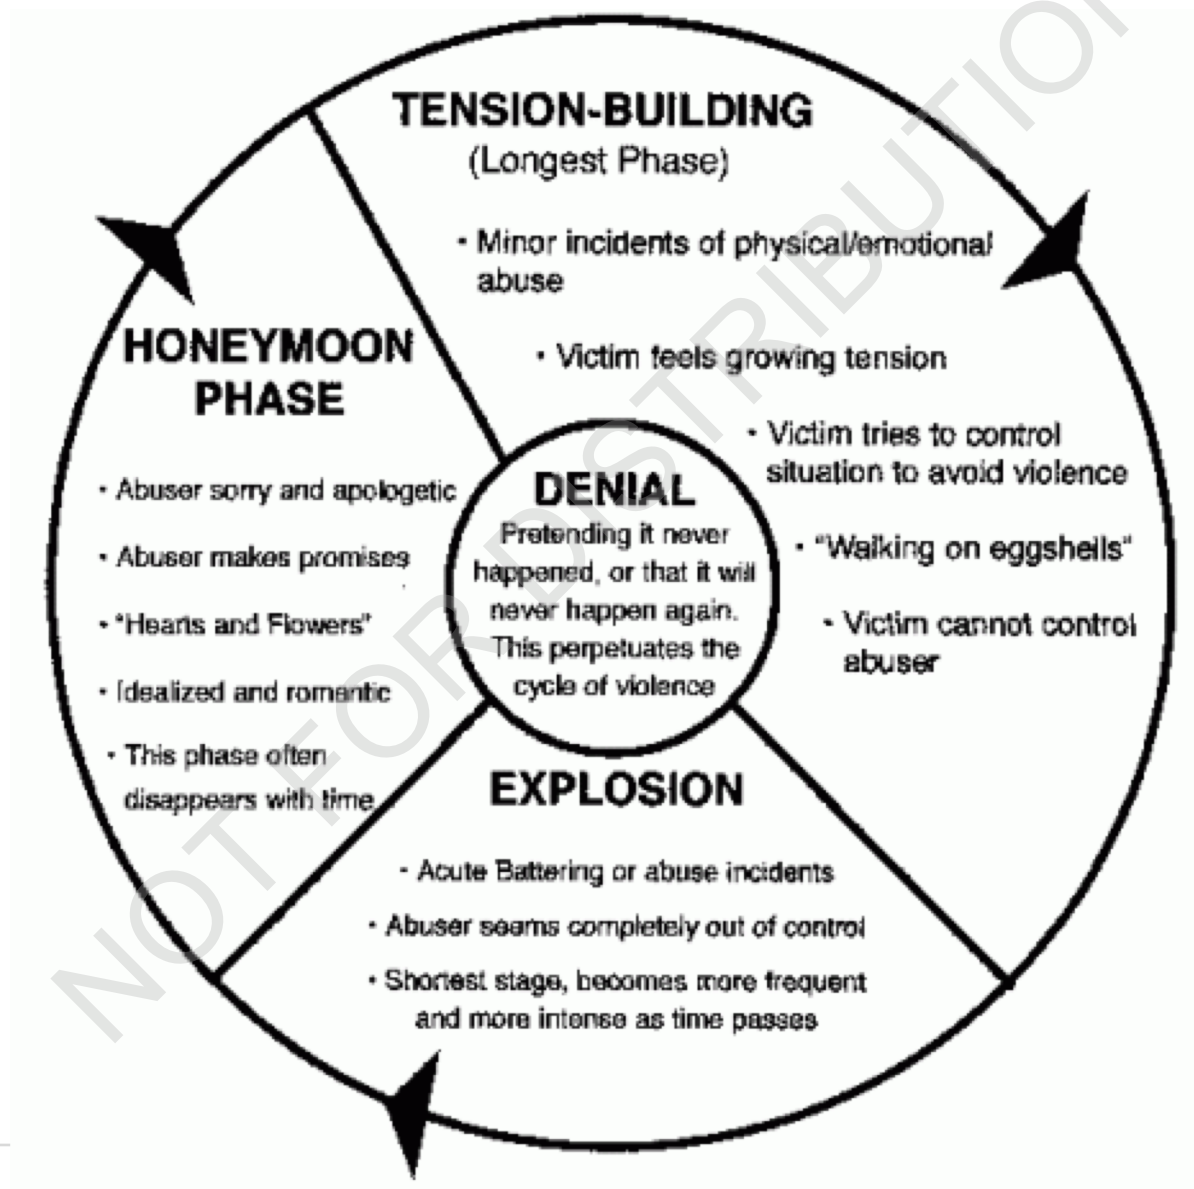 TENSION-BUILDING
(Longest Phase)
• Minor incidents of physical/emotional
abuse
• Victim feels growing tension
• Victim tries to control
situation to avoid violence
• "Walking on eggshells"
• Victim cannot control
abuser
HONEYMOON
PHASE
• Abuser sorry and apologetic
• Abuser makes promises
• "Hearts and Flowers"
• Idealized and romantic
• This phase often
disappears with time
DENIAL
Pretending it never
happened, or that it will
never happen again.
This perpetuates the
cycle of violence
EXPLOSION
• Acute Battering or abuse incidents
• Abuser seems completely out of control
• Shortest stage, becomes more frequent
and more intense as time passes
NOT FOR DISTRIBUTION